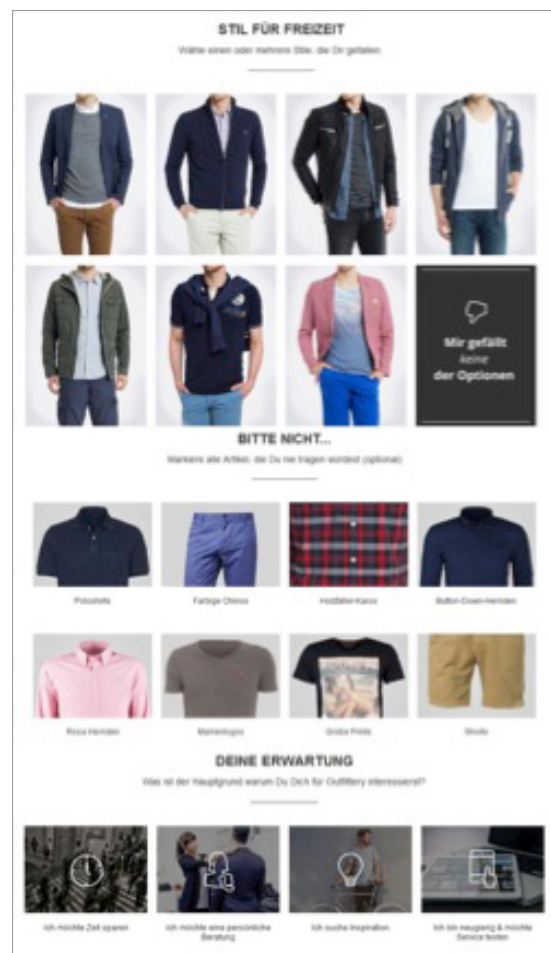 STIL FÜR FREIZEIT
Wähle einen oder mehrere Stile, die Dir gefallen.
Mir gefällt
keine
der Optionen
BITTE NICHT...
Markiere alle Artikel, die Du nie tragen würdest (optional)
Poloshirts
Farbige Chinos
Holzfäller-Karos
Button-Down-Hemden
Rosa Hemden
Markenlogos
Große Prints
Shorts
DEINE ERWARTUNG
Was ist der Hauptgrund warum Du Dich für Outfittery interessierst?
Ich möchte Zeit sparen
Ich möchte eine persönliche
Beratung
Ich suche Inspiration
Ich bin neugierig & möchte
Service testen